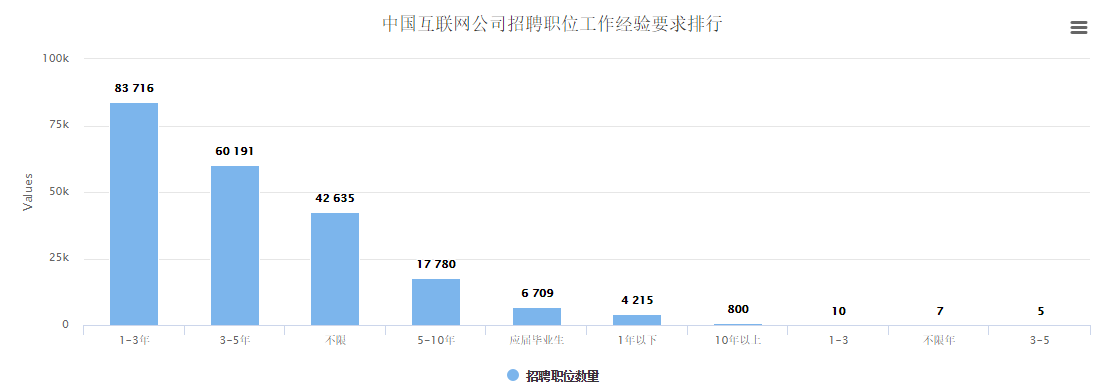 中国互联网公司招聘职位工作经验要求排行
Values
100k
75k
50k
25k
0
83 716
60 191
42 635
17 780
6 709
4 215
800
10
7
5
1-3年
3-5年
不限
5-10年
应届毕业生
1年以下
10年以上
1-3
不限年
3-5
招聘职位数量